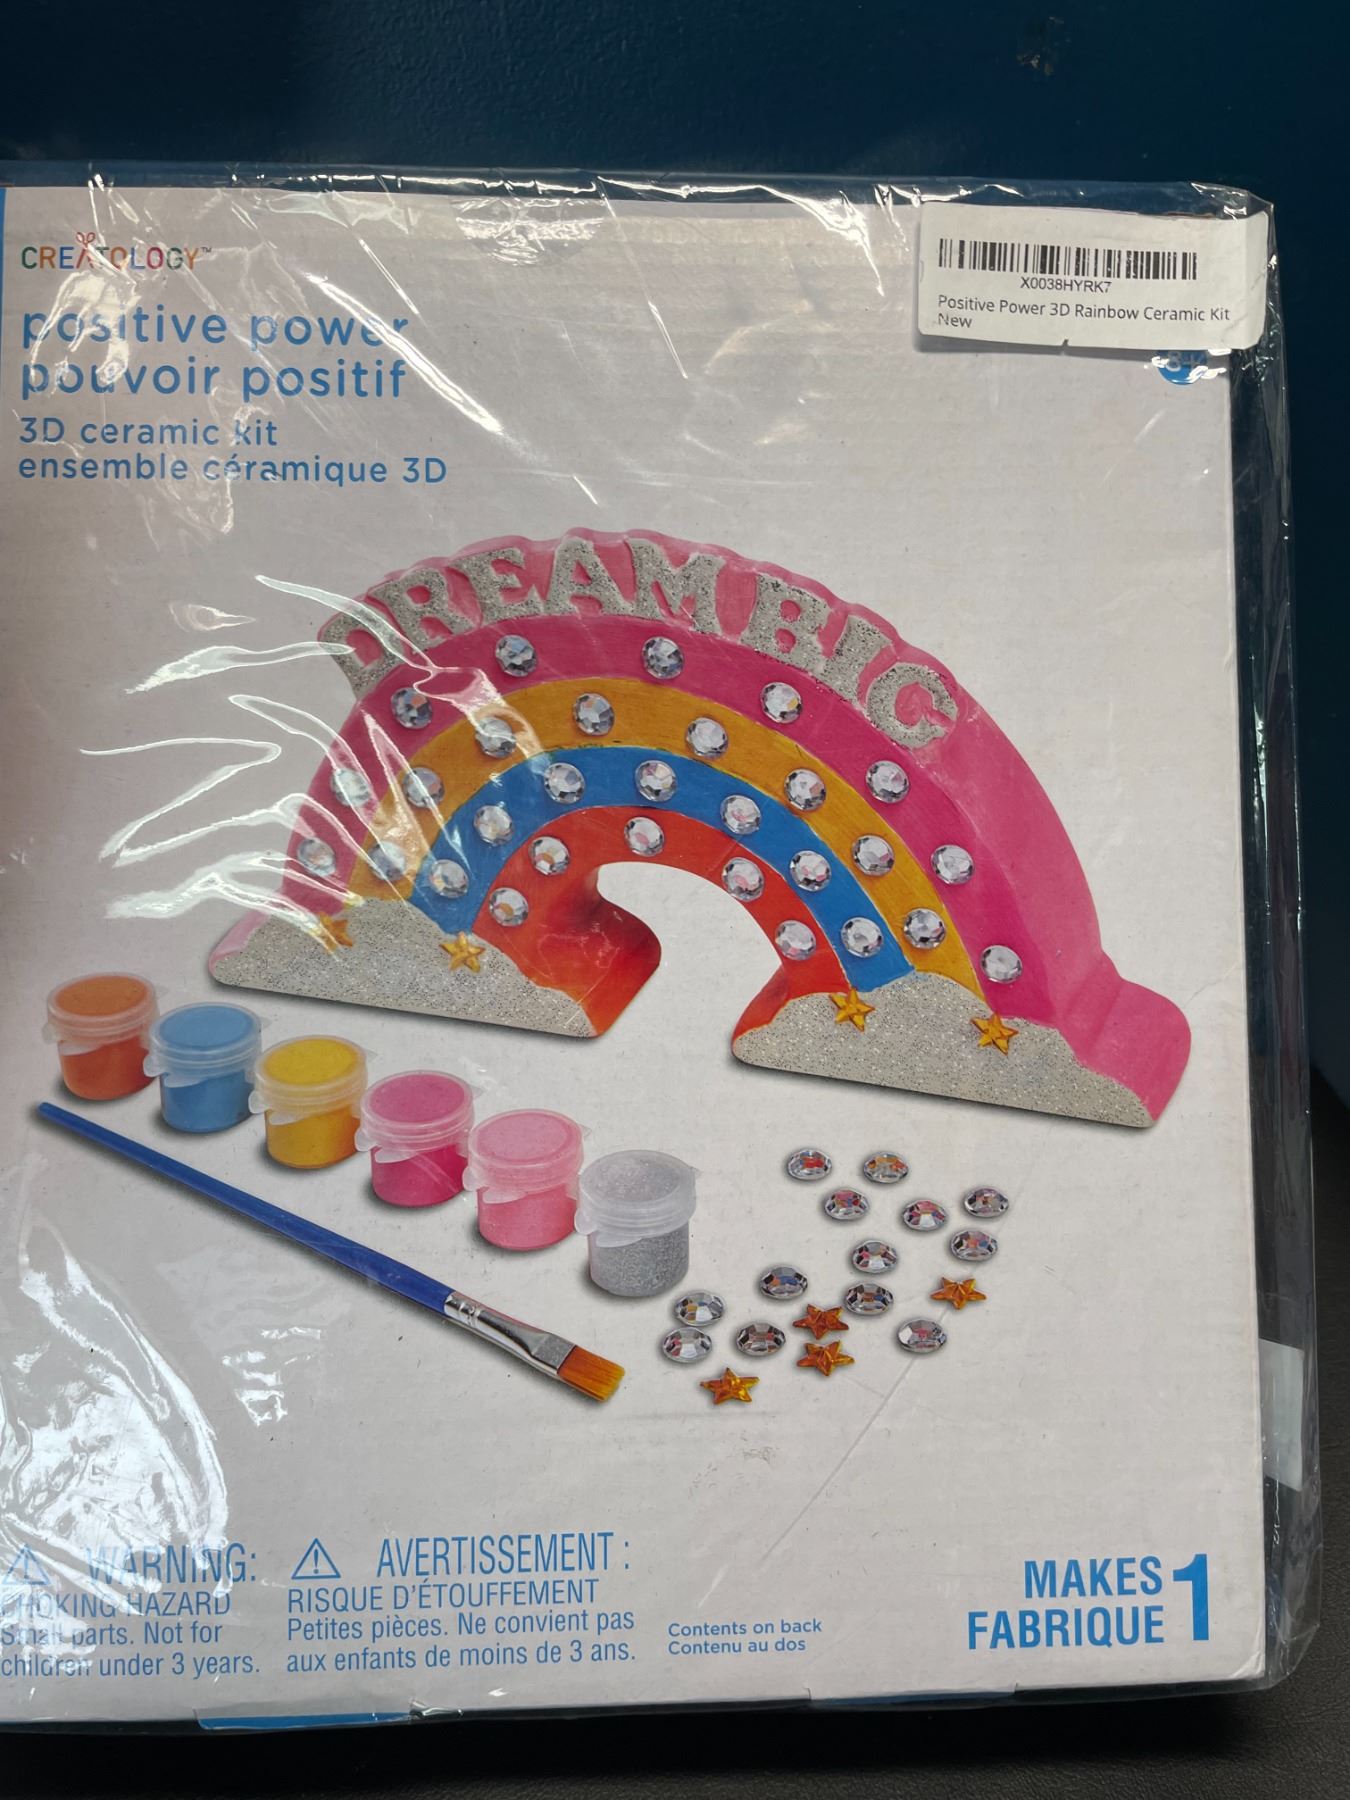 CREATOLOGY™
positive power
pouvoir positif
3D ceramic kit
ensemble céramique 3D
X0038HYRK7
Positive Power 3D Rainbow Ceramic Kit
New
8+
DREAM BIG
WARNING:
CHOKING HAZARD
Small parts. Not for
children under 3 years.
AVERTISSEMENT :
RISQUE D'ÉTOUFFEMENT
Petites pièces. Ne convient pas
aux enfants de moins de 3 ans.
Contents on back
Contenu au dos
MAKES
FABRIQUE
1